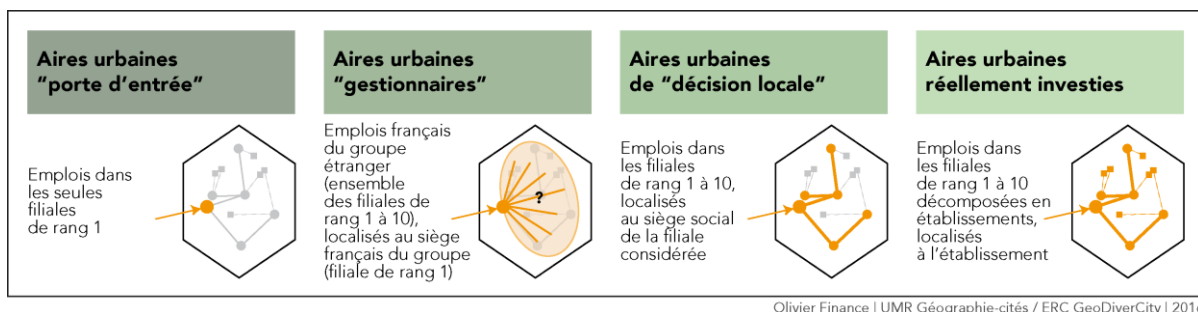 Aires urbaines
"porte d'entrée"
Emplois dans
les seules
filiales
de rang 1
Aires urbaines
"gestionnaires"
Emplois français
du groupe
étranger
(ensemble
des filiales de
rang 1 à 10),
localisés au siège
français du groupe
(filiale de rang 1)
?
Aires urbaines
de "décision locale"
Emplois dans
les filiales
de rang 1 à 10,
localisés
au siège social
de la filiale
considérée
Aires urbaines
réellement investies
Emplois dans
les filiales
de rang 1 à 10
décomposées en
établissements,
localisés
à l'établissement
Olivier Finance | UMR Géographie-cités / ERC GeoDiverCity | 2016